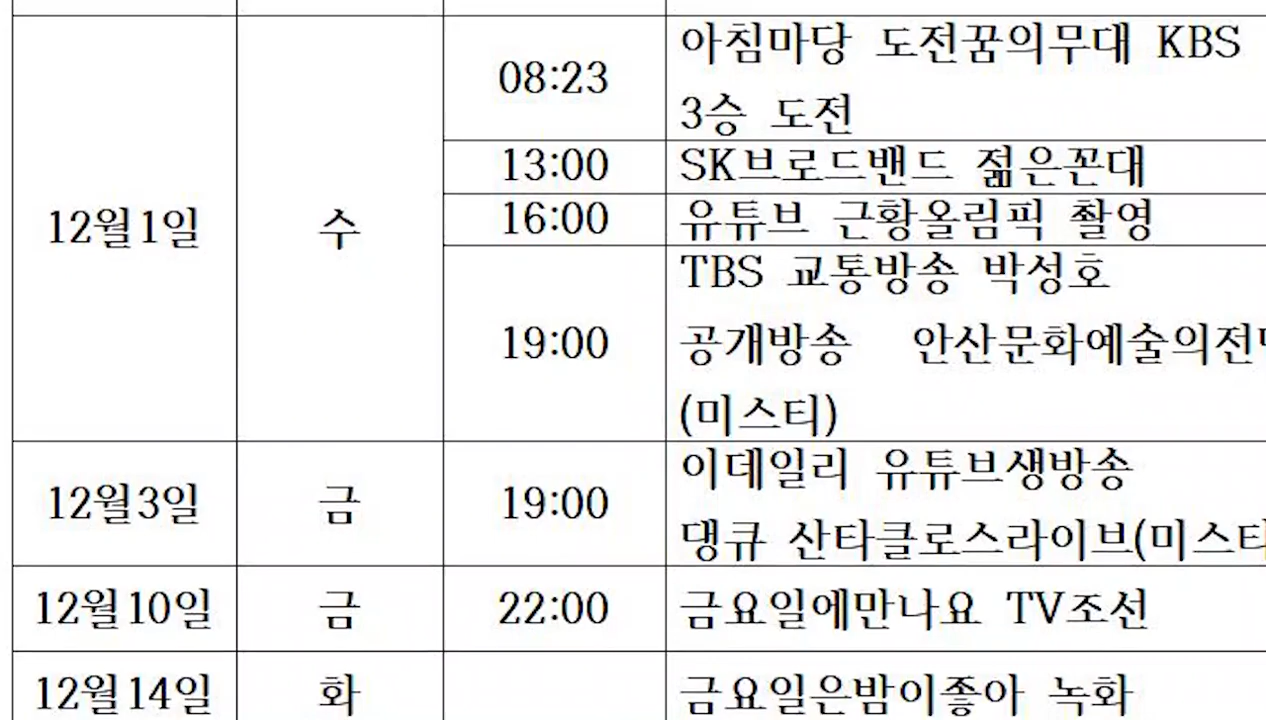 08:23
아침마당 도전꿈의무대 KBS
3승 도전
12월1일 수
13:00 SK브로드밴드 젊은꼰대
16:00 유튜브 근황올림픽 촬영
19:00
TBS 교통방송 박성호
공개방송 안산문화예술의
(미스티)
12월3일 금 19:00
이데일리 유튜브생방송
댕큐 산타클로스라이브(미스티
12월10일 금 22:00 금요일에만나요 TV조선
12월14일 화 금요일은밤이좋아 녹화